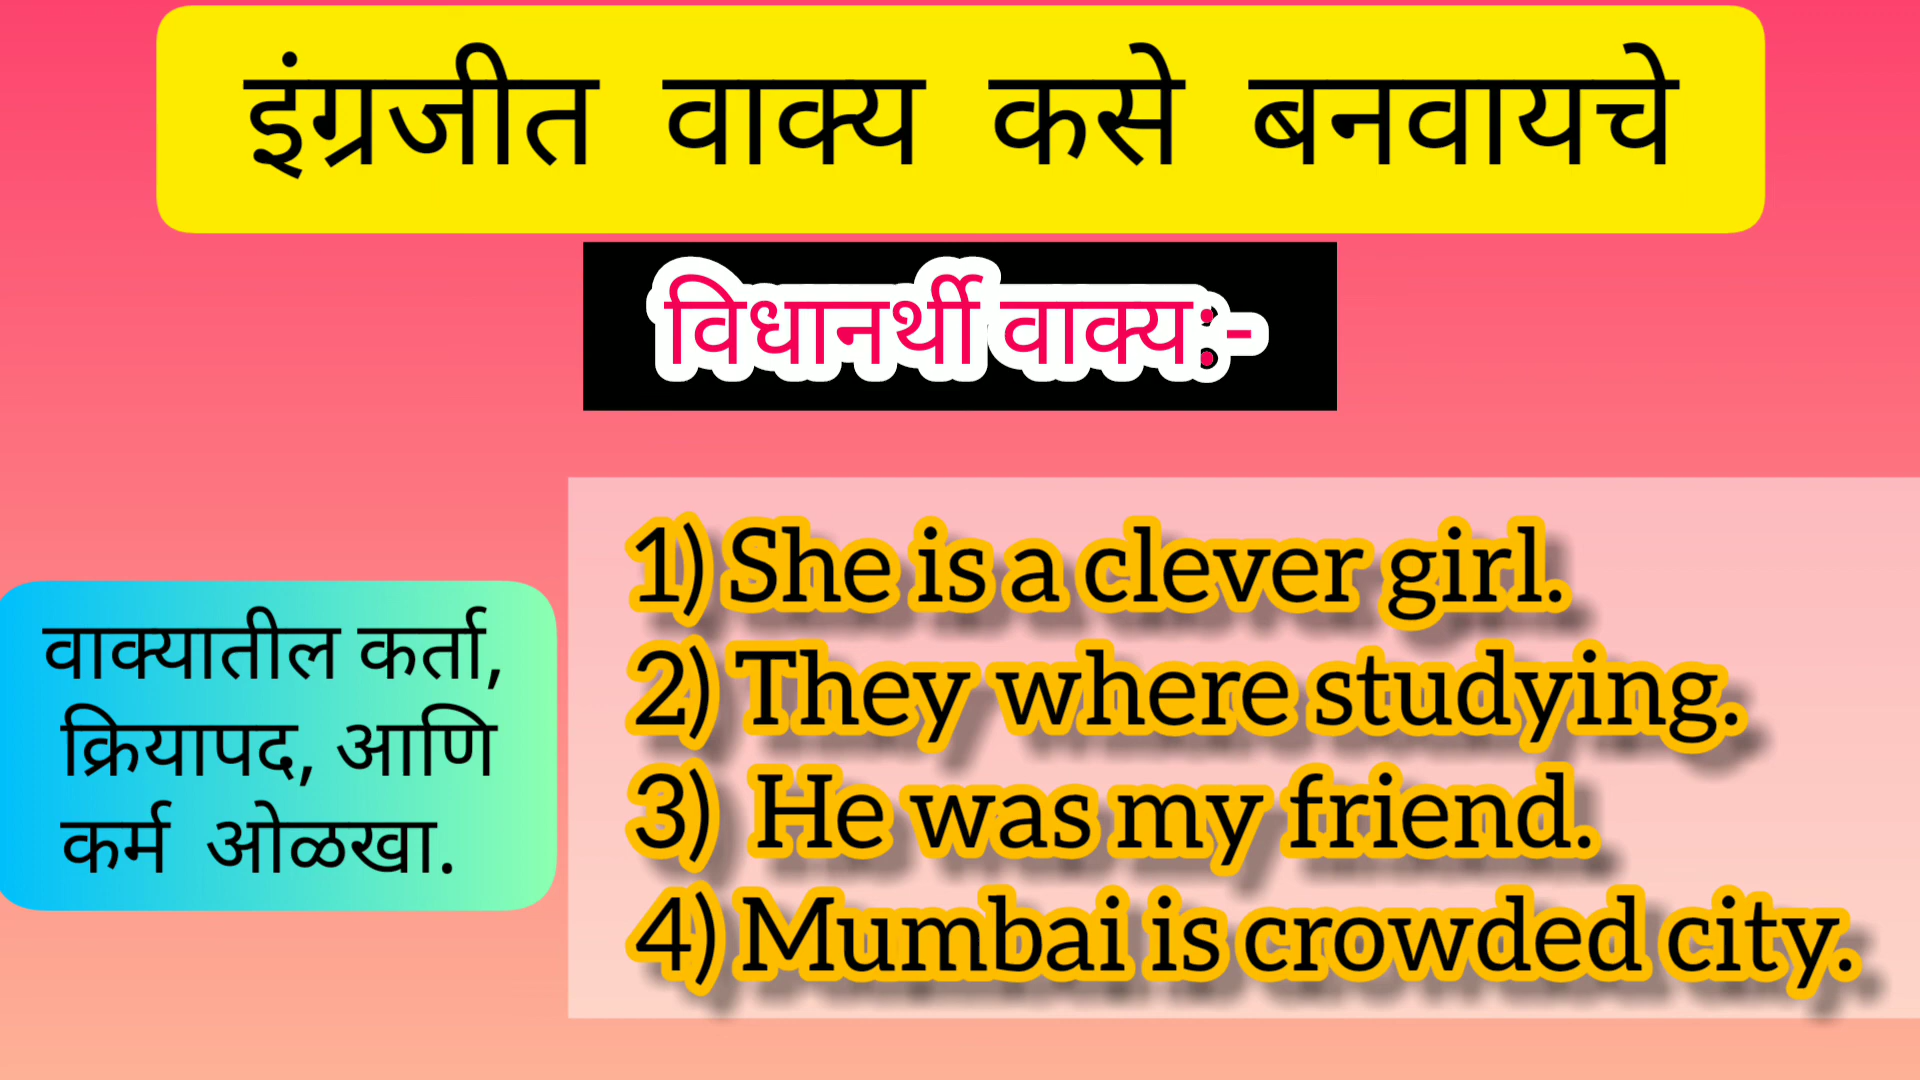 इंग्रजीत वाक्य कसे बनवायचे
विधानर्थी वाक्य:-
वाक्यातील कर्ता,
क्रियापद, आणि
कर्म ओळखा.
1) She is a clever girl.
2) They where studying.
3) He was my friend.
4) Mumbai is crowded city.